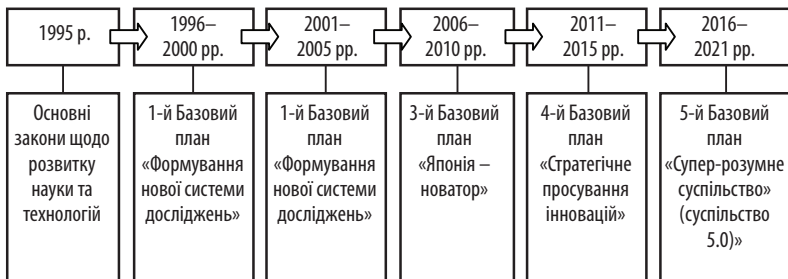 1995 р.
1996–
2000 рр.
2001–
2005 рр.
2006–
2010 рр.
2011–
2015 рр.
2016–
2021 рр.
Основні
закони щодо
розвитку
науки та
технологій
1-й Базовий
план
«Формування
нової системи
досліджень»
1-й Базовий
план
«Формування
нової системи
досліджень»
3-й Базовий
план
«Японія –
новатор»
4-й Базовий
план
«Стратегічне
просування
інновацій»
5-й Базовий
план
«Супер-розумне
суспільство»
(суспільство
5.0)»